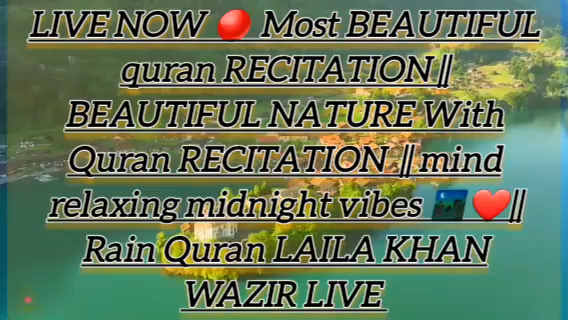 LIVE NOW 🔴 Most BEAUTIFUL
quran RECITATION ||
BEAUTIFUL NATURE With
Quran RECITATION || mind
relaxing midnight vibes 🌃 ❤️||
Rain Quran LAILA KHAN
WAZIR LIVE